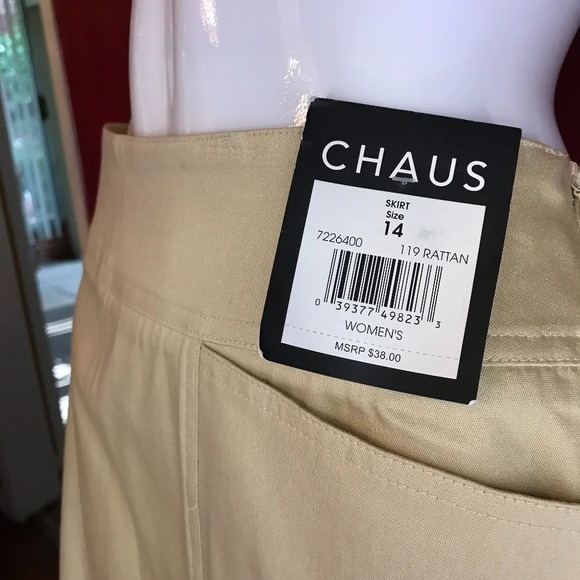 CHAUS
SKIRT
Size
14
7226400 119 RATTAN
0 39377 49823 3
WOMEN'S
MSRP $38.00